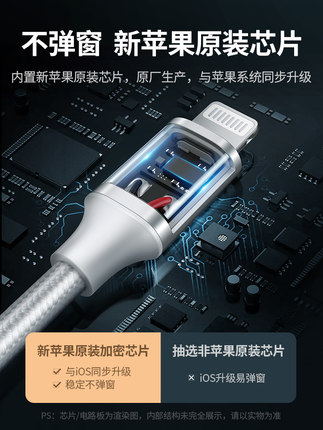 不弹窗 新苹果原装芯片
内置新苹果原装芯片，原厂生产，与苹果系统同步升级
新苹果原装加密芯片
✓ 与iOS同步升级
✓ 稳定不弹窗
抽选非苹果原装芯片
× iOS升级易弹窗
PS：芯片/电路板为渲染图，内部结构未完全展示，请以实物为准